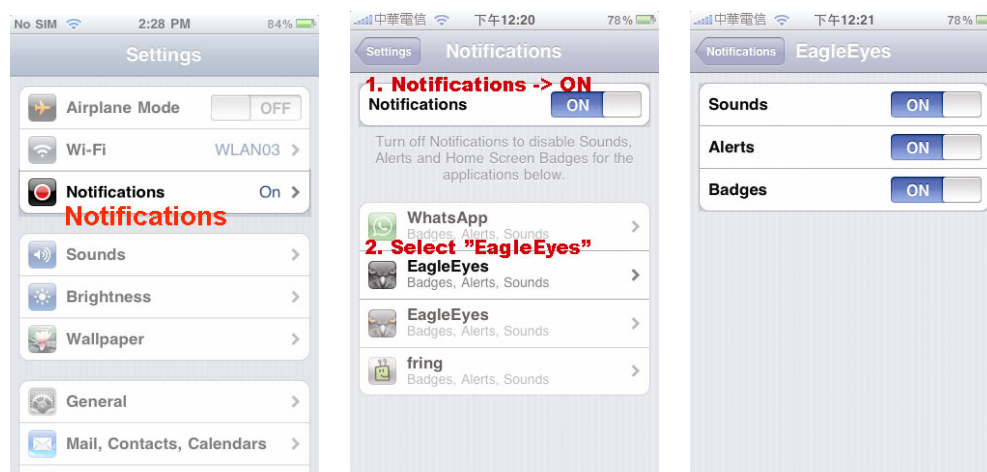 No SIM 2:28 PM 84%
Settings
Airplane Mode OFF
Wi-Fi WLAN03
Notifications On
Notifications
Sounds
Brightness
Wallpaper
General
Mail, Contacts, Calendars
中華電信 下午12:20 78%
Settings Notifications
1. Notifications -> ON
Notifications ON
Turn off Notifications to disable Sounds,
Alerts and Home Screen Badges for the
applications below.
WhatsApp
Badges, Alerts, Sounds
2. Select ”EagleEyes”
EagleEyes
Badges, Alerts, Sounds
EagleEyes
Badges, Alerts, Sounds
fring
Badges, Alerts, Sounds
中華電信 下午12:21 78%
Notifications EagleEyes
Sounds ON
Alerts ON
Badges ON